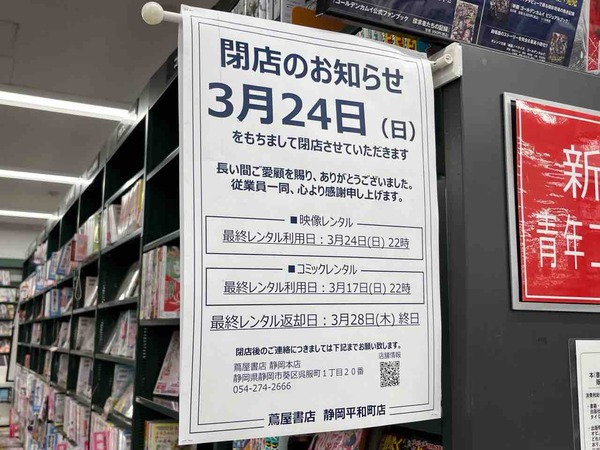 閉店のお知らせ
3月24日（日）
をもちまして閉店させていただきます
長い間ご愛顧を賜り、ありがとうございました。
従業員一同、心より感謝申し上げます。
■映像レンタル
最終レンタル利用日：3月24日(日) 22時
■コミックレンタル
最終レンタル利用日：3月17日(日) 22時
最終レンタル返却日：3月28日(木) 終日
閉店後のご連絡につきましては下記までお願い致します。
蔦屋書店 静岡本店
静岡県静岡市葵区呉服町１丁目２０番
054-274-2666
店舗情報
蔦屋書店 静岡平和町店
新
青年コ